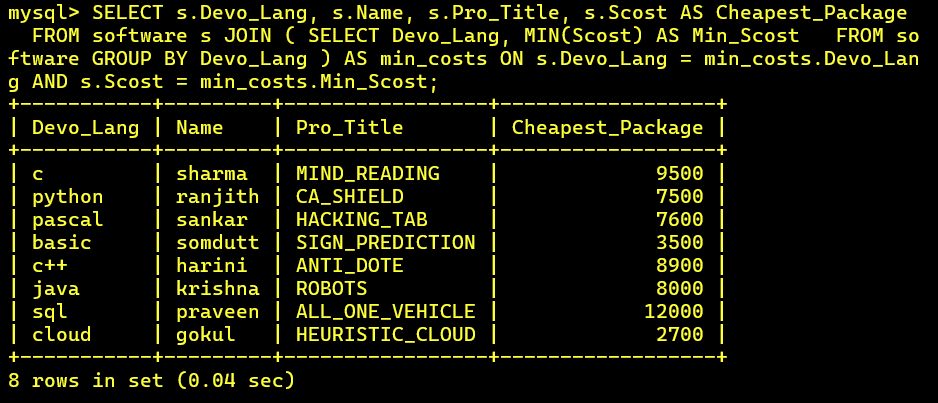 mysql> SELECT s.Devo_Lang, s.Name, s.Pro_Title, s.Scost AS Cheapest_Package
  FROM software s JOIN ( SELECT Devo_Lang, MIN(Scost) AS Min_Scost   FROM so
ftware GROUP BY Devo_Lang ) AS min_costs ON s.Devo_Lang = min_costs.Devo_Lan
g AND s.Scost = min_costs.Min_Scost;
+-----------+---------+-----------------+------------------+
| Devo_Lang | Name    | Pro_Title       | Cheapest_Package |
+-----------+---------+-----------------+------------------+
| c         | sharma  | MIND_READING    |             9500 |
| python    | ranjith | CA_SHIELD       |             7500 |
| pascal    | sankar  | HACKING_TAB     |             7600 |
| basic     | somdutt | SIGN_PREDICTION |             3500 |
| c++       | harini  | ANTI_DOTE       |             8900 |
| java      | krishna | ROBOTS          |             8000 |
| sql       | praveen | ALL_ONE_VEHICLE |            12000 |
| cloud     | gokul   | HEURISTIC_CLOUD |             2700 |
+-----------+---------+-----------------+------------------+
8 rows in set (0.04 sec)